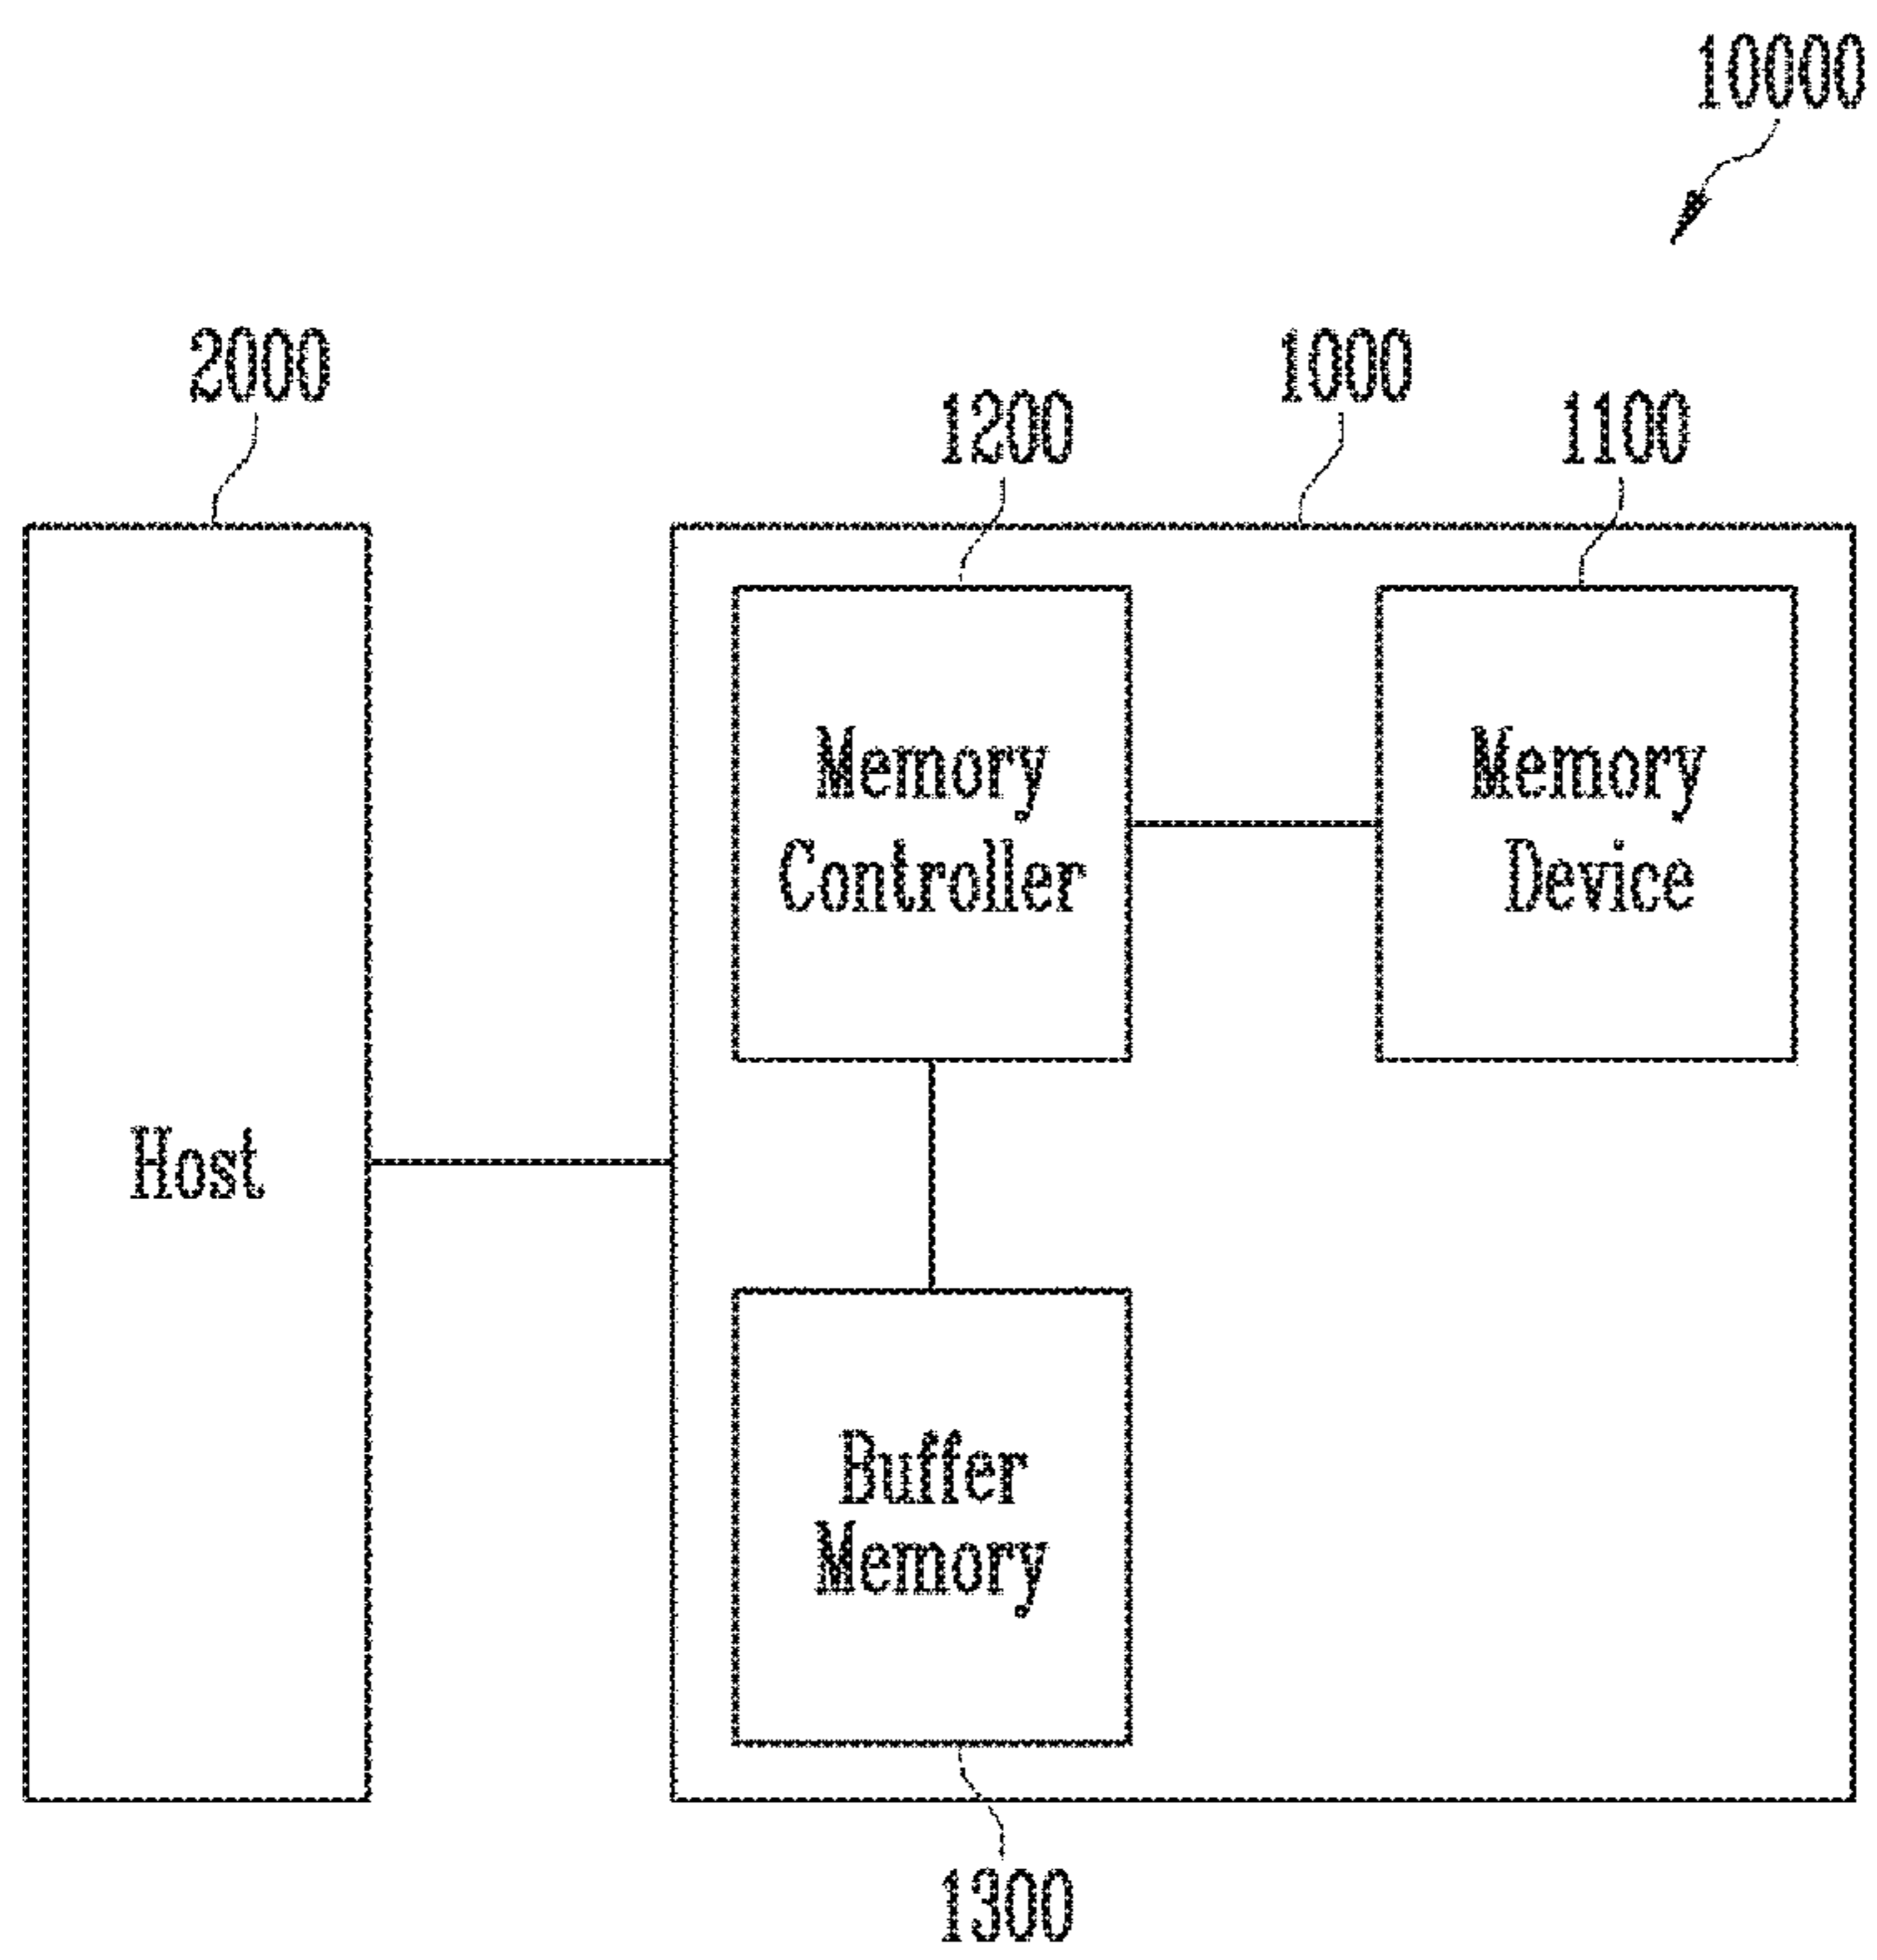 10000
2000
1000
1200
1100
Memory
Controller
Memory
Device
Host
Buffer
Memory
1300